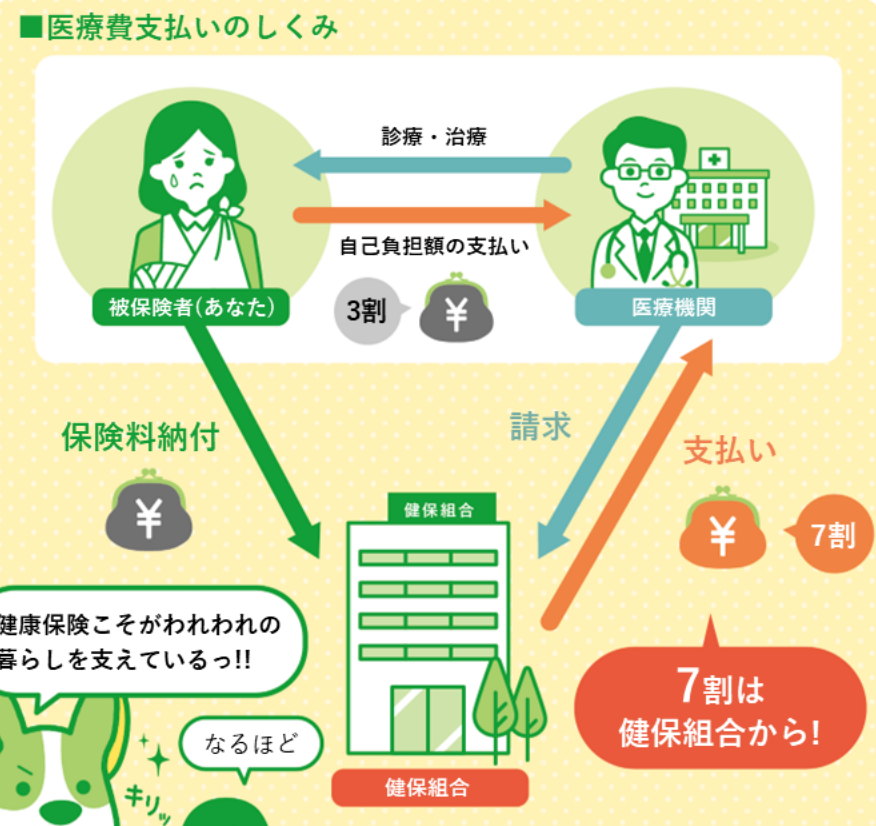 ■医療費支払いのしくみ
診療・治療
自己負担額の支払い
3割
¥
被保険者(あなた)
医療機関
保険料納付
¥
請求
支払い
¥
7割
健保組合
健康保険こそがわれわれの
暮らしを支えているっ!!
7割は
健保組合から!
なるほど
キリッ
健保組合